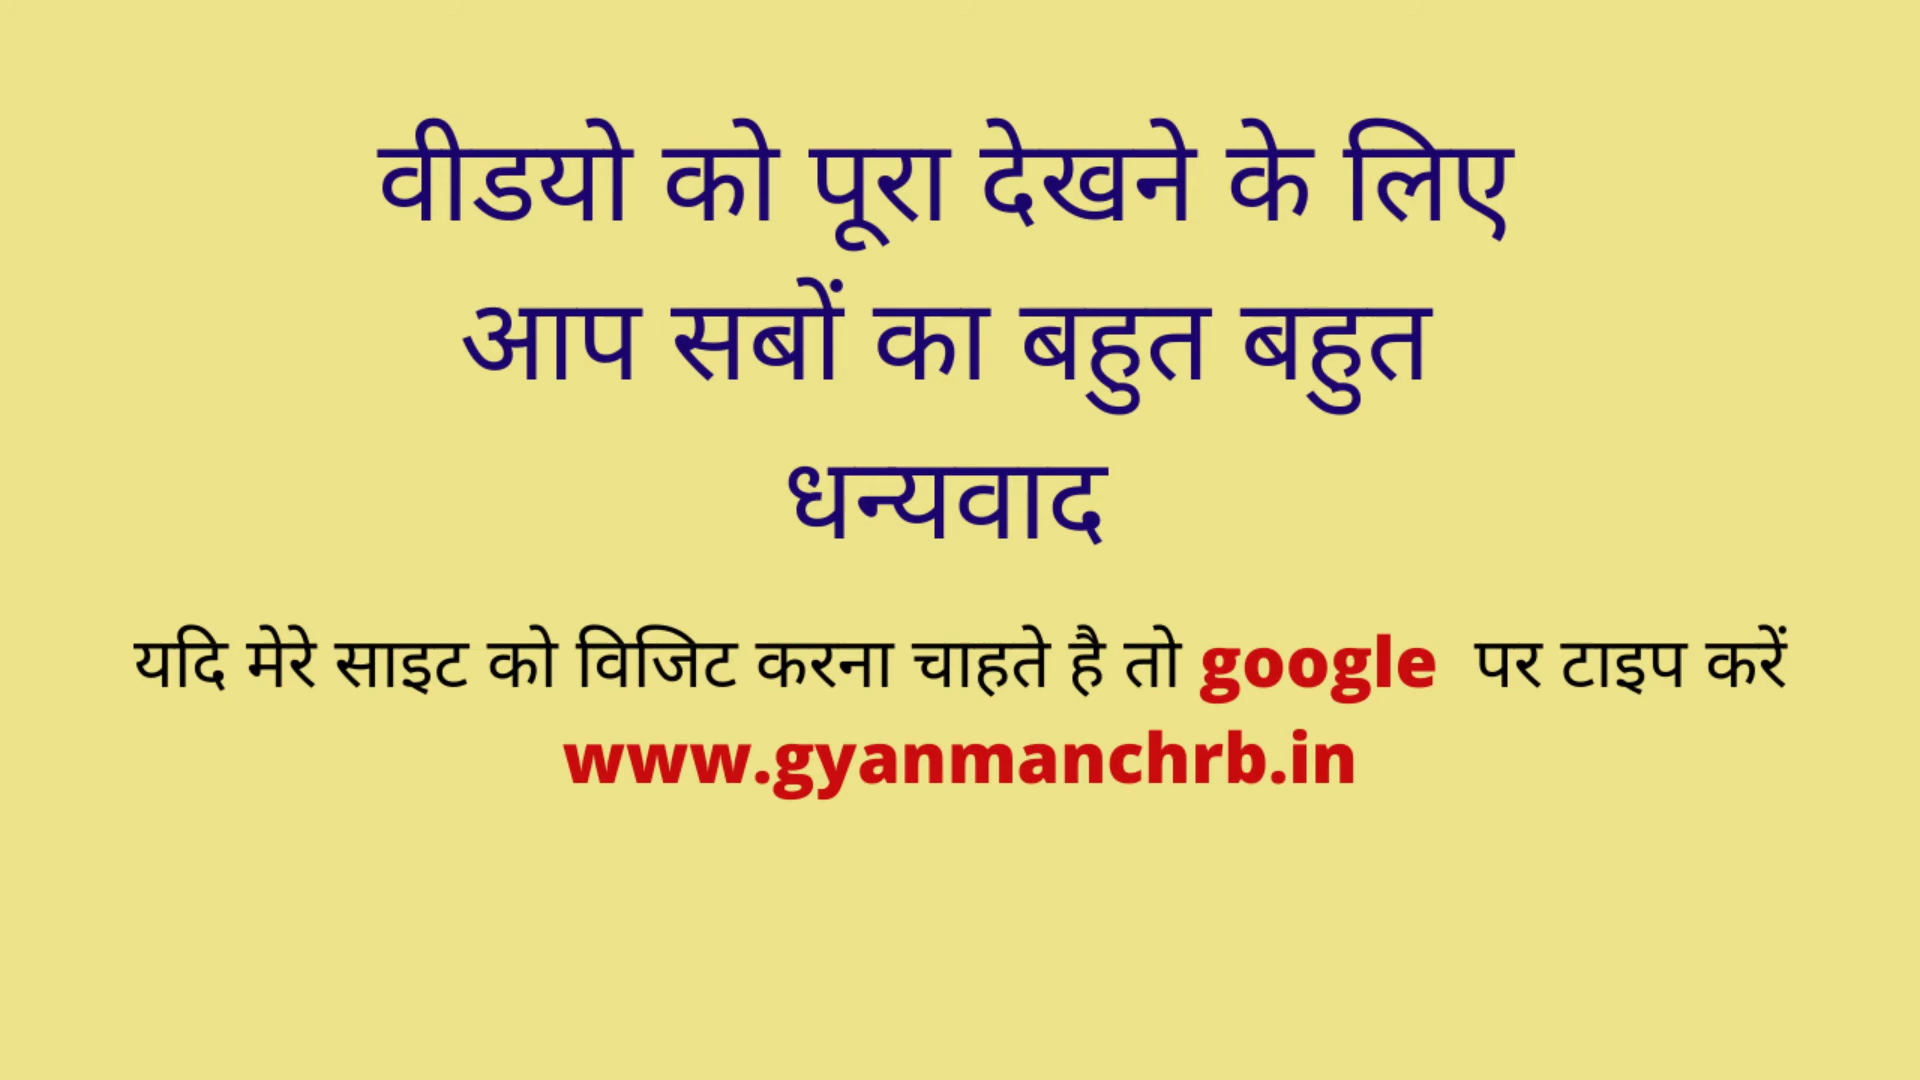 वीडयो को पूरा देखने के लिए
आप सबों का बहुत बहुत
धन्यवाद
यदि मेरे साइट को विजिट करना चाहते है तो google पर टाइप करें
www.gyanmanchrb.in